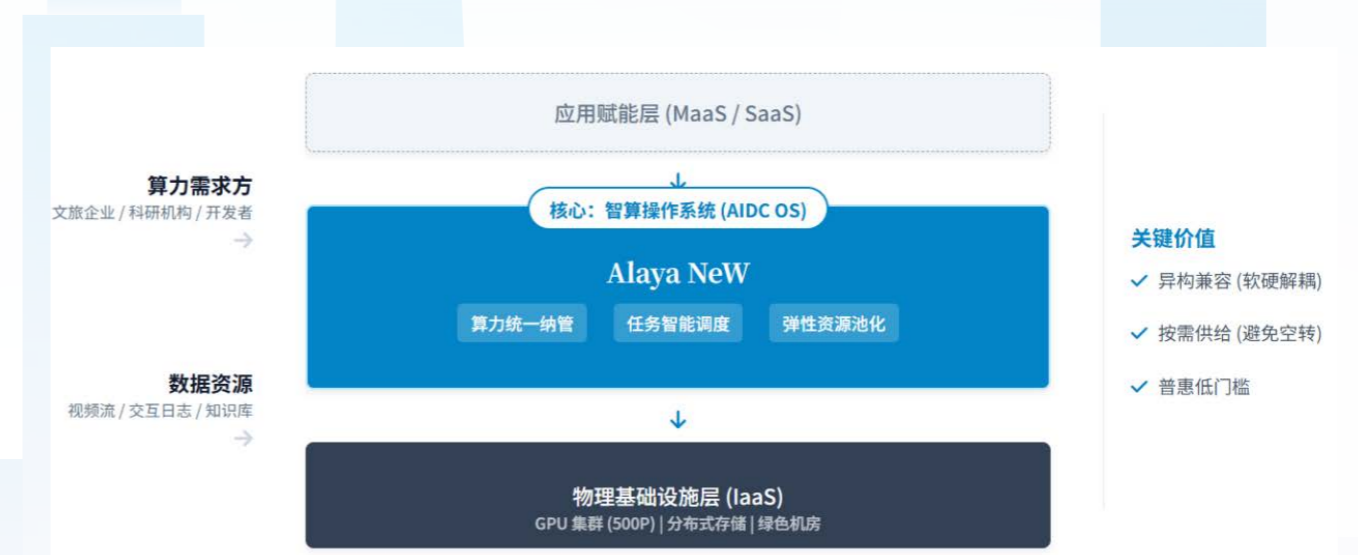 应用赋能层 (MaaS / SaaS)
算力需求方
文旅企业 / 科研机构 / 开发者
核心：智算操作系统 (AIDC OS)
Alaya NeW
算力统一纳管
任务智能调度
弹性资源池化
数据资源
视频流 / 交互日志 / 知识库
物理基础设施层 (IaaS)
GPU 集群 (500P) | 分布式存储 | 绿色机房
关键价值
异构兼容 (软硬解耦)
按需供给 (避免空转)
普惠低门槛